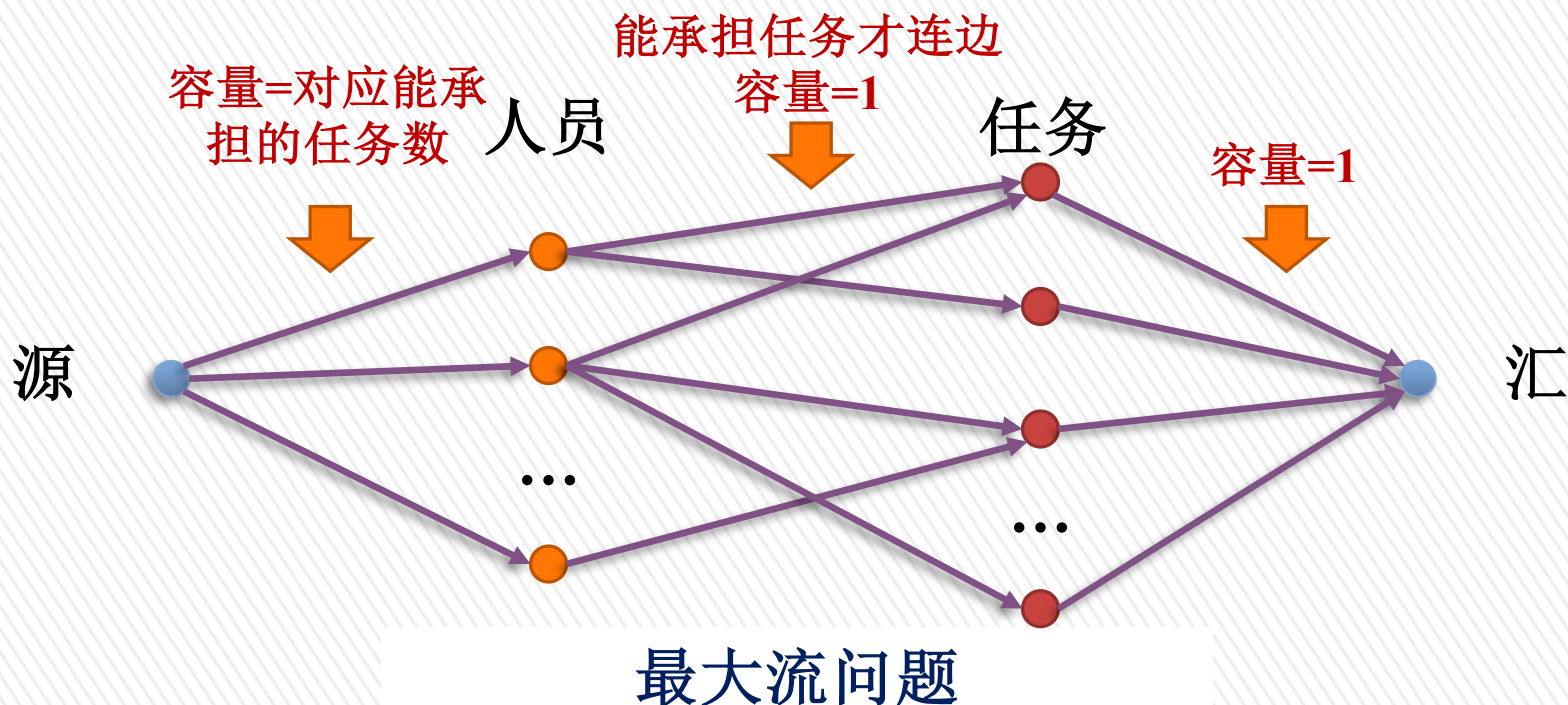 能承担任务才连边
容量=1
容量=对应能承
担的任务数
人员
任务
容量=1
源
汇
...
...
最大流问题